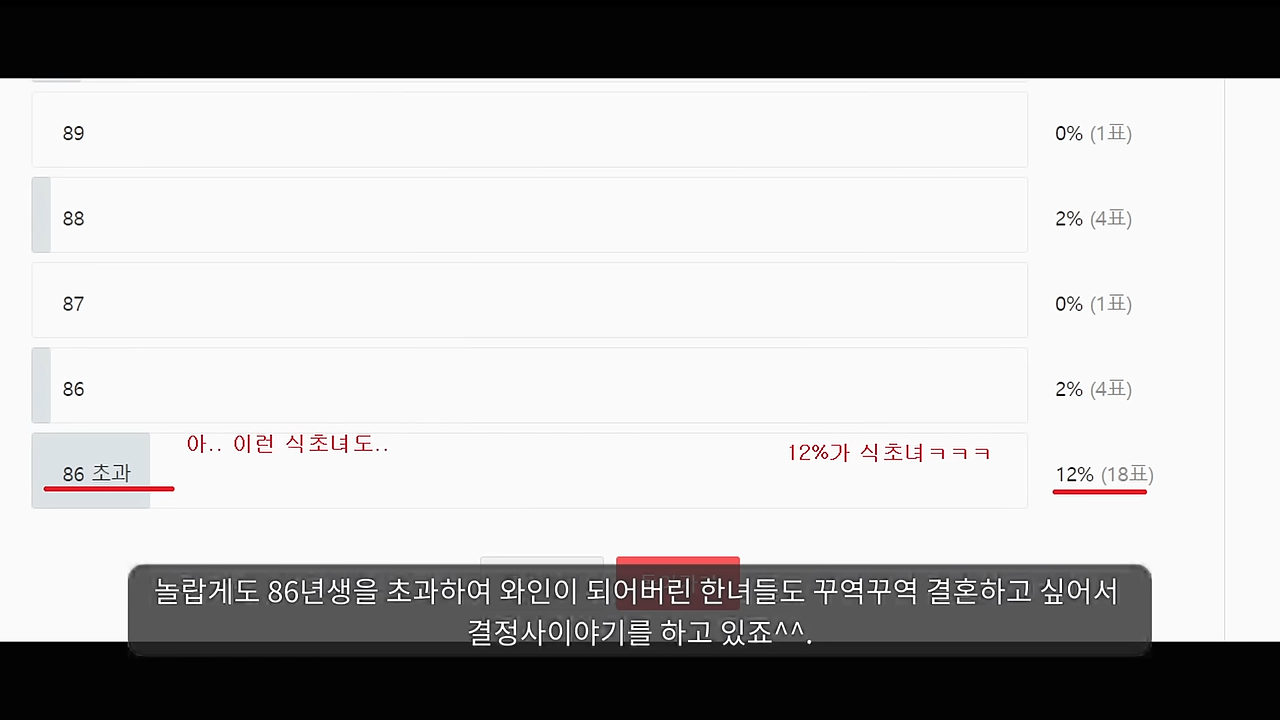 89
0% (1표)
88
2% (4표)
87
0% (1표)
86
2% (4표)
아.. 이런 식초녀도..
12%가 식초녀ㅋㅋㅋ
86 초과
12% (18표)
놀랍게도 86년생을 초과하여 와인이 되어버린 한녀들도 꾸역꾸역 결혼하고 싶어서
결정사이야기를 하고 있죠^^.